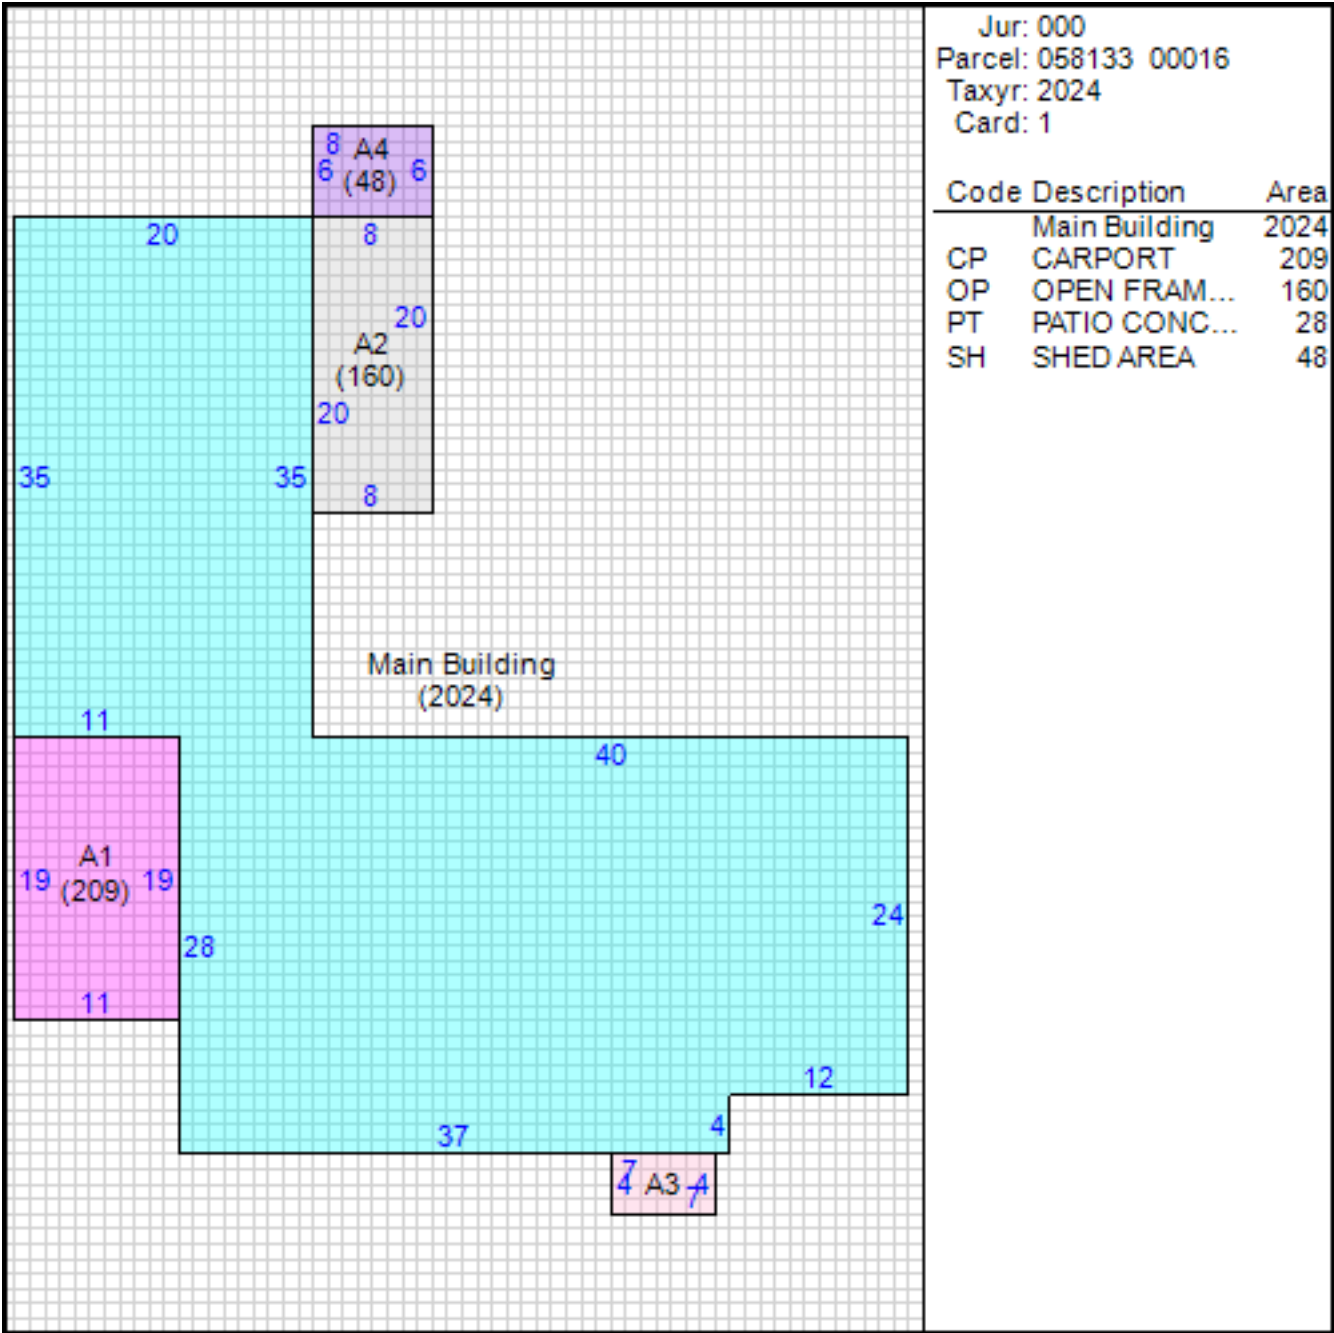 Jur: 000
Parcel: 058133 00016
Taxyr: 2024
Card: 1
Code Description Area
Main Building 2024
CP CARPORT 209
OP OPEN FRAM... 160
PT PATIO CONC... 28
SH SHED AREA 48
8 A4
6 (48) 6
20 8
20
A2
(160)
20
35 35
8
Main Building
(2024)
11
40
A1
19 (209) 19
24
28
11
12
4
37
7
4 A3 4
7